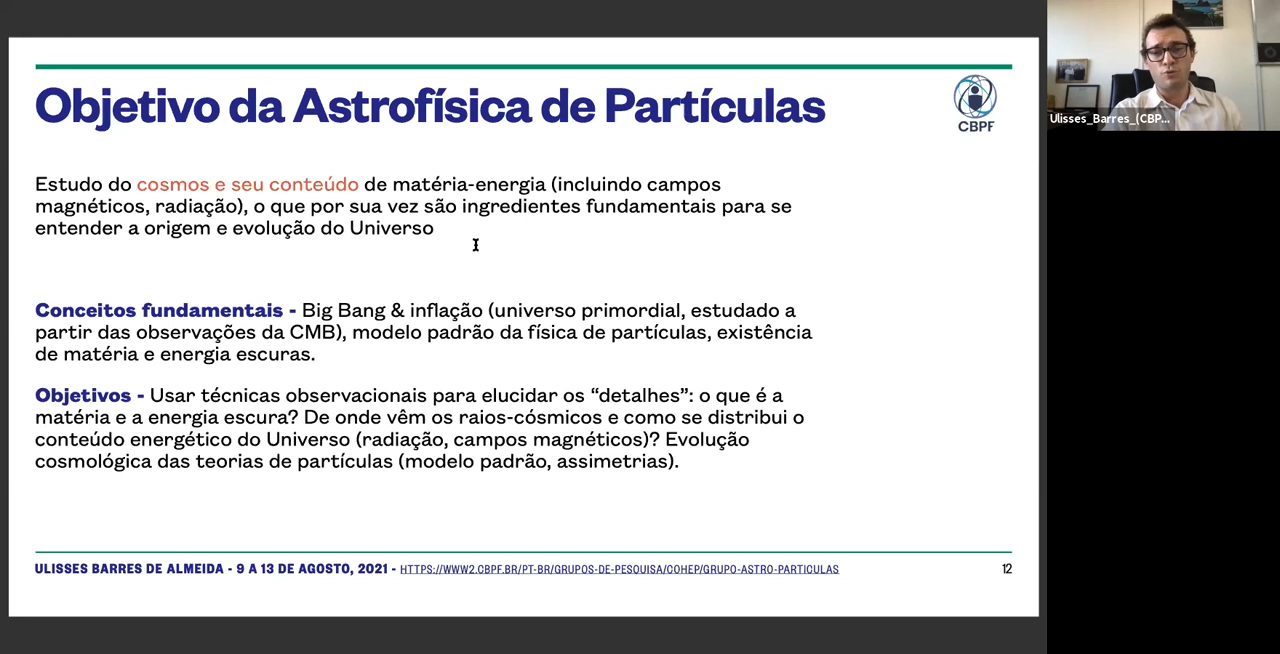 Objetivo da Astrofísica de Partículas
CBPF
Estudo do cosmos e seu conteúdo de matéria-energia (incluindo campos
magnéticos, radiação), o que por sua vez são ingredientes fundamentais para se
entender a origem e evolução do Universo
Conceitos fundamentais - Big Bang & inflação (universo primordial, estudado a
partir das observações da CMB), modelo padrão da física de partículas, existência
de matéria e energia escuras.
Objetivos - Usar técnicas observacionais para elucidar os “detalhes”: o que é a
matéria e a energia escura? De onde vêm os raios-cósmicos e como se distribui o
conteúdo energético do Universo (radiação, campos magnéticos)? Evolução
cosmológica das teorias de partículas (modelo padrão, assimetrias).
ULISSES BARRES DE ALMEIDA - 9 A 13 DE AGOSTO, 2021 - HTTPS://WWW2.CBPF.BR/PT-BR/GRUPOS-DE-PESQUISA/COHEP/GRUPO-ASTRO-PARTICULAS
12
Ulisses_Barres_(CBP...